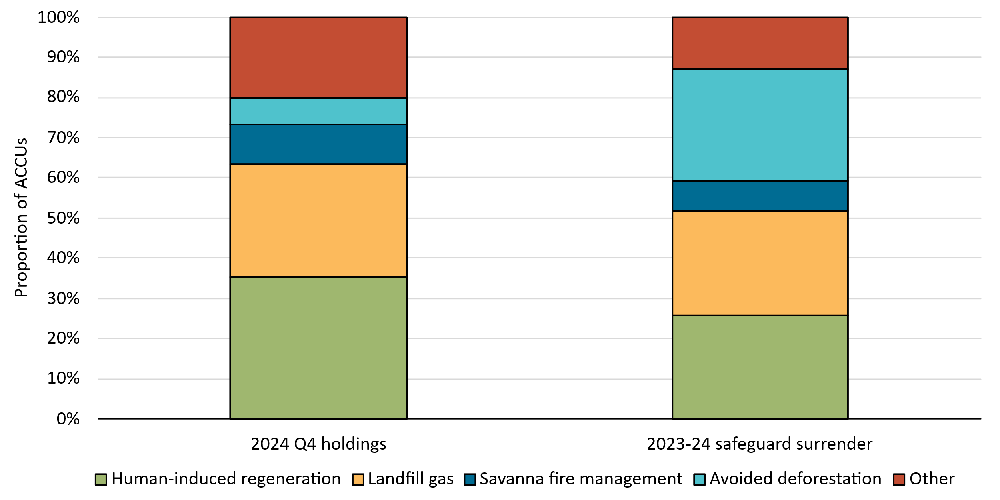 100%
90%
80%
70%
60%
50%
40%
30%
20%
10%
0%
Proportion of ACCUs
2024 Q4 holdings
2023-24 safeguard surrender
Human-induced regeneration
Landfill gas
Savanna fire management
Avoided deforestation
Other